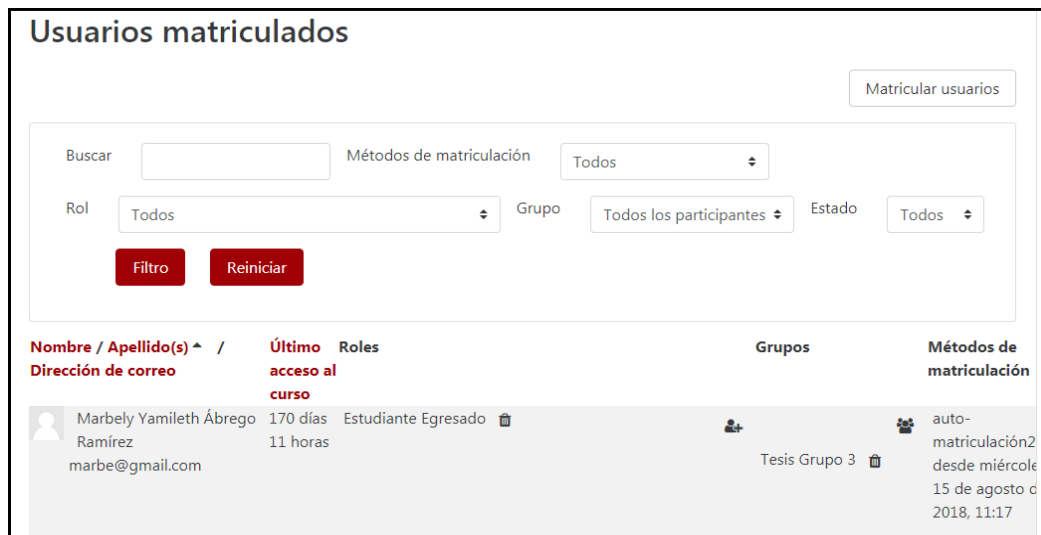 Usuarios matriculados
Matricular usuarios
Buscar
Métodos de matriculación
Todos
Rol
Todos
Grupo
Todos los participantes
Estado
Todos
Filtro
Reiniciar
Nombre / Apellido(s) /
Dirección de correo
Último
acceso al
curso
Roles
Grupos
Métodos de
matriculación
Marbely Yamileth Ábrego
Ramírez
marbe@gmail.com
170 días
11 horas
Estudiante Egresado
Tesis Grupo 3
auto-
matriculación2
desde miércole
15 de agosto d
2018, 11:17